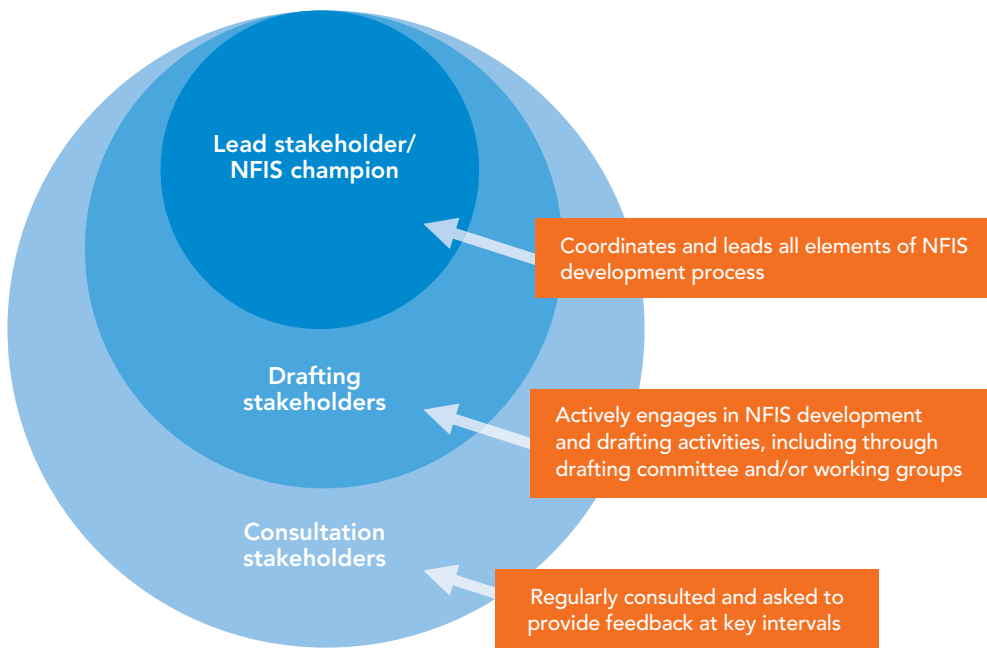 Lead stakeholder/
NFIS champion
Coordinates and leads all elements of NFIS
development process
Drafting
stakeholders
Actively engages in NFIS development
and drafting activities, including through
drafting committee and/or working groups
Consultation
stakeholders
Regularly consulted and asked to
provide feedback at key intervals